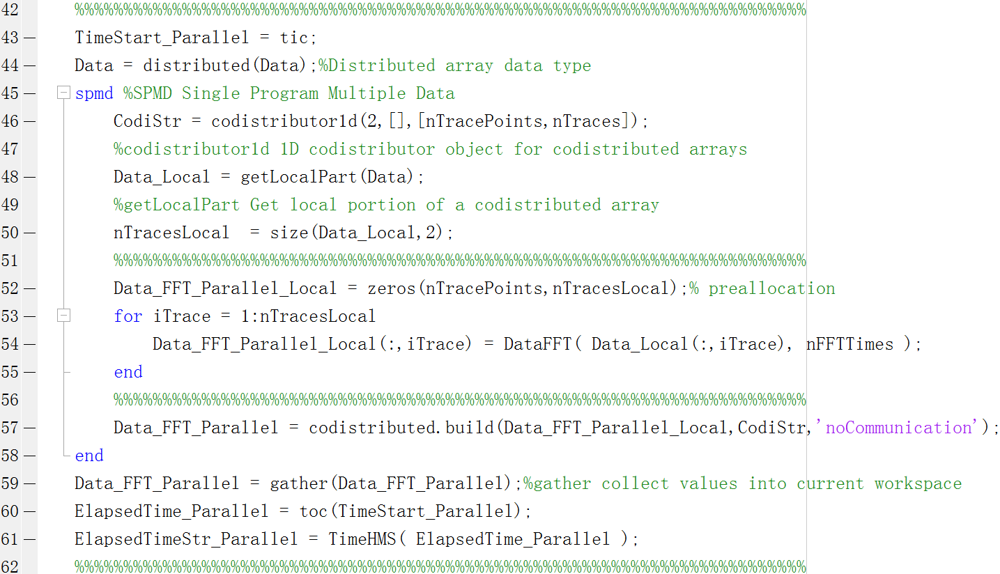 42 %%%%%%%%%%%%%%%%%%%%%%%%%%%%%%%%%%%%%%%%%%%%%%%%%%%%%%%%%%%%%%%%%%%%%%%%%%%%%
43 — TimeStart_Parallel = tic;
44 — Data = distributed(Data);%Distributed array data type
45 — spmd %SPMD Single Program Multiple Data
46 — CodiStr = codistributor1d(2,[],[nTracePoints,nTraces]);
47 %codistributor1d 1D codistributor object for codistributed arrays
48 — Data_Local = getLocalPart(Data);
49 %getLocalPart Get local portion of a codistributed array
50 — nTracesLocal  = size(Data_Local,2);
51 %%%%%%%%%%%%%%%%%%%%%%%%%%%%%%%%%%%%%%%%%%%%%%%%%%%%%%%%%%%%%%%%%%%%%%%%%
52 — Data_FFT_Parallel_Local = zeros(nTracePoints,nTracesLocal);% preallocation
53 — for iTrace = 1:nTracesLocal
54 — Data_FFT_Parallel_Local(:,iTrace) = DataFFT( Data_Local(:,iTrace), nFFTTimes );
55 — end
56 %%%%%%%%%%%%%%%%%%%%%%%%%%%%%%%%%%%%%%%%%%%%%%%%%%%%%%%%%%%%%%%%%%%%%%%%%
57 — Data_FFT_Parallel = codistributed.build(Data_FFT_Parallel_Local,CodiStr,'noCommunication');
58 — end
59 — Data_FFT_Parallel = gather(Data_FFT_Parallel);%gather collect values into current workspace
60 — ElapsedTime_Parallel = toc(TimeStart_Parallel);
61 — ElapsedTimeStr_Parallel = TimeHMS( ElapsedTime_Parallel );
62 %%%%%%%%%%%%%%%%%%%%%%%%%%%%%%%%%%%%%%%%%%%%%%%%%%%%%%%%%%%%%%%%%%%%%%%%%%%%%